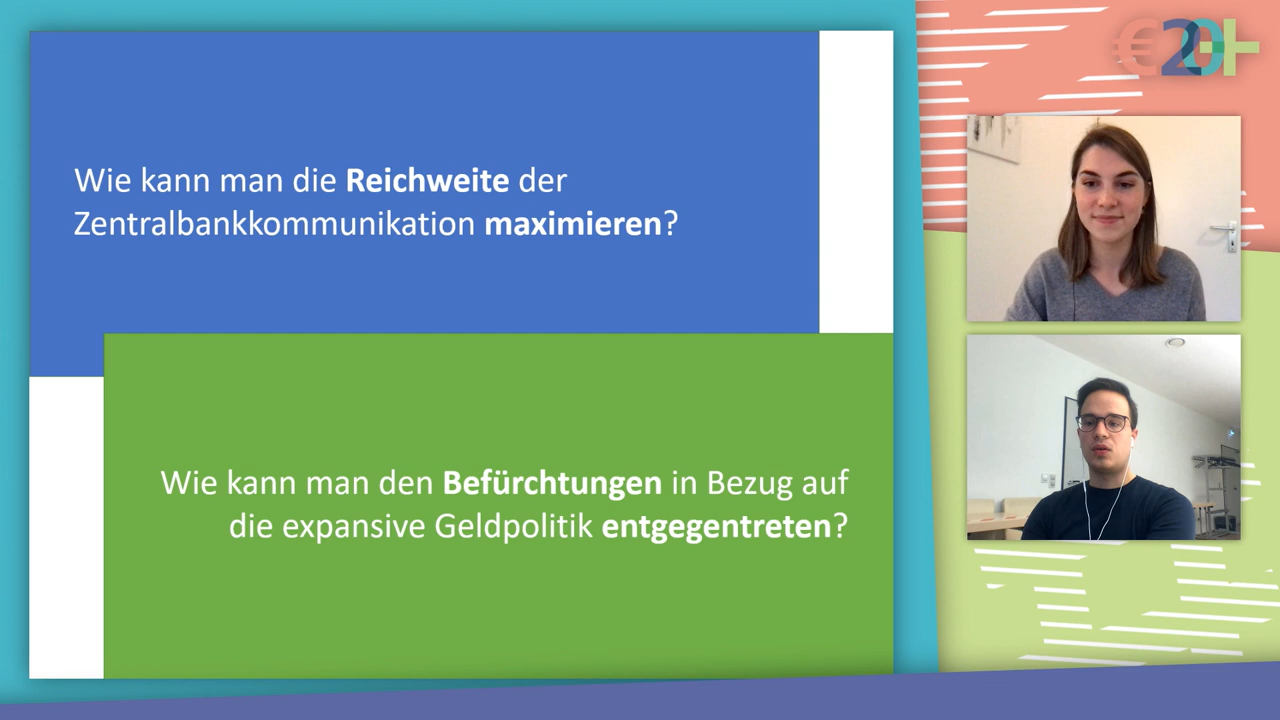 Wie kann man die Reichweite der
Zentralbankkommunikation maximieren?
Wie kann man den Befürchtungen in Bezug auf
die expansive Geldpolitik entgegentreten?
€20+